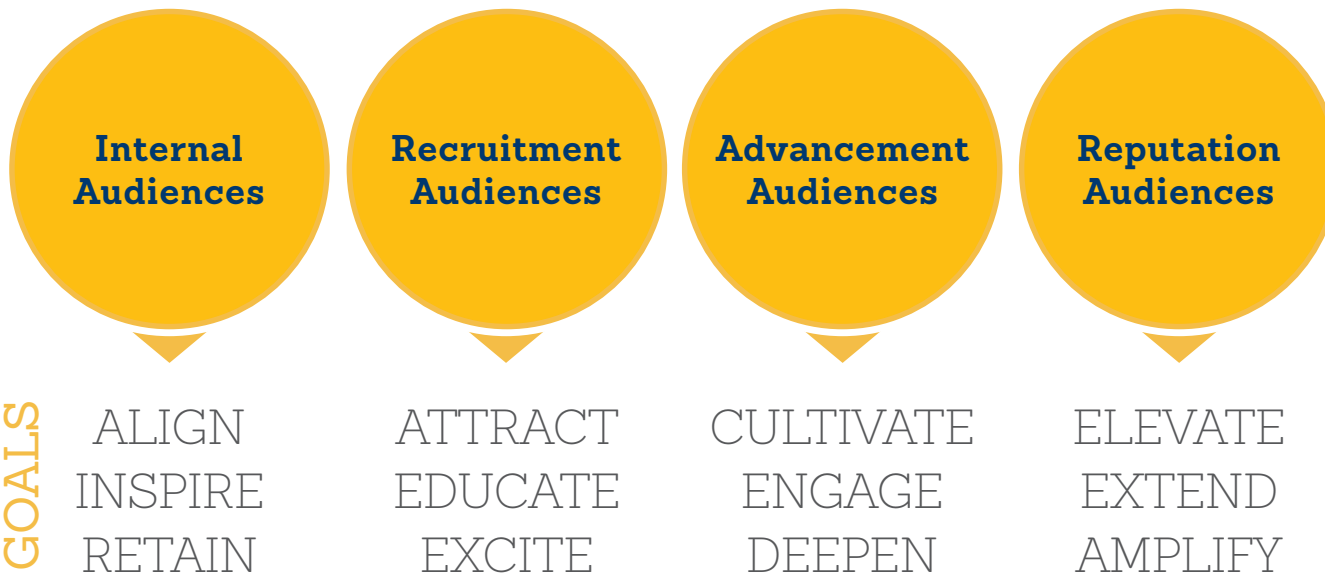 Internal
Audiences
Recruitment
Audiences
Advancement
Audiences
Reputation
Audiences
GOALS
ALIGN
INSPIRE
RETAIN
ATTRACT
EDUCATE
EXCITE
CULTIVATE
ENGAGE
DEEPEN
ELEVATE
EXTEND
AMPLIFY